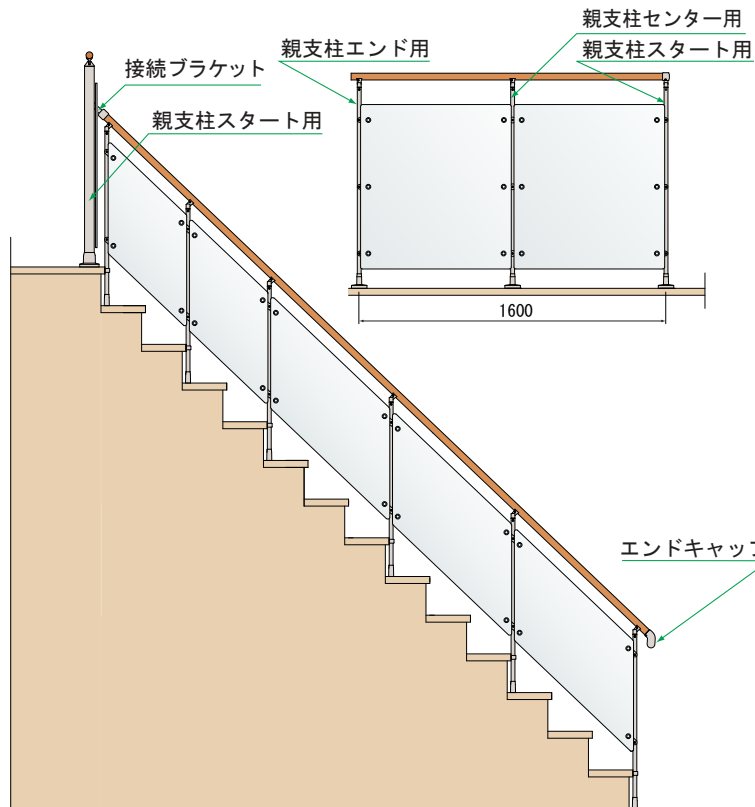 親支柱センター用
親支柱エンド用
親支柱スタート用
接続ブラケット
親支柱スタート用
1600
エンドキャップ